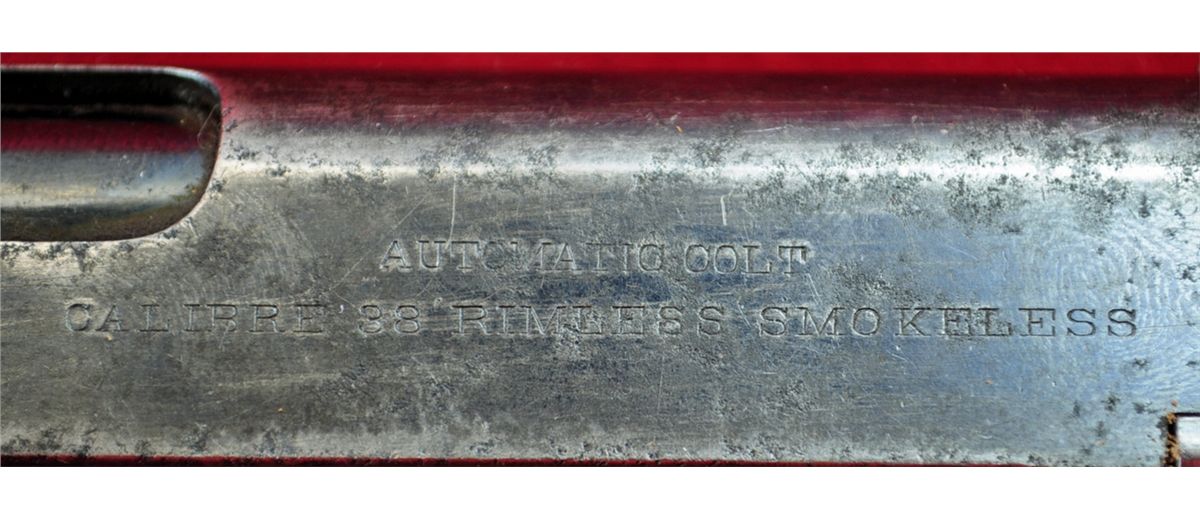 AUTOMATIC COLT
CALIBRE 38 RIMLESS SMOKELESS